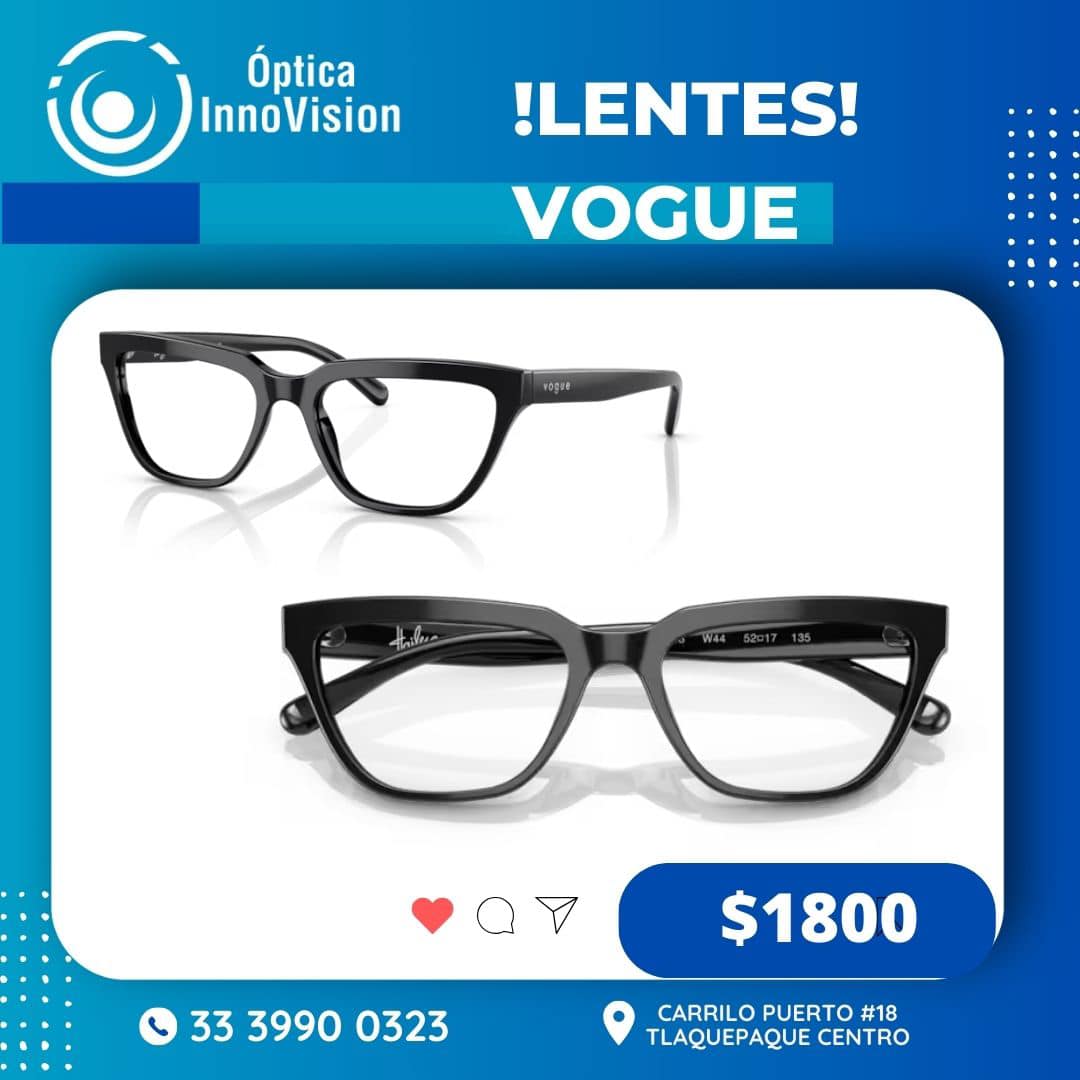 Óptica
InnoVision
!LENTES!
VOGUE
vogue
W44 52□17 135
$1800
33 3990 0323
CARRILO PUERTO #18
TLAQUEPAQUE CENTRO